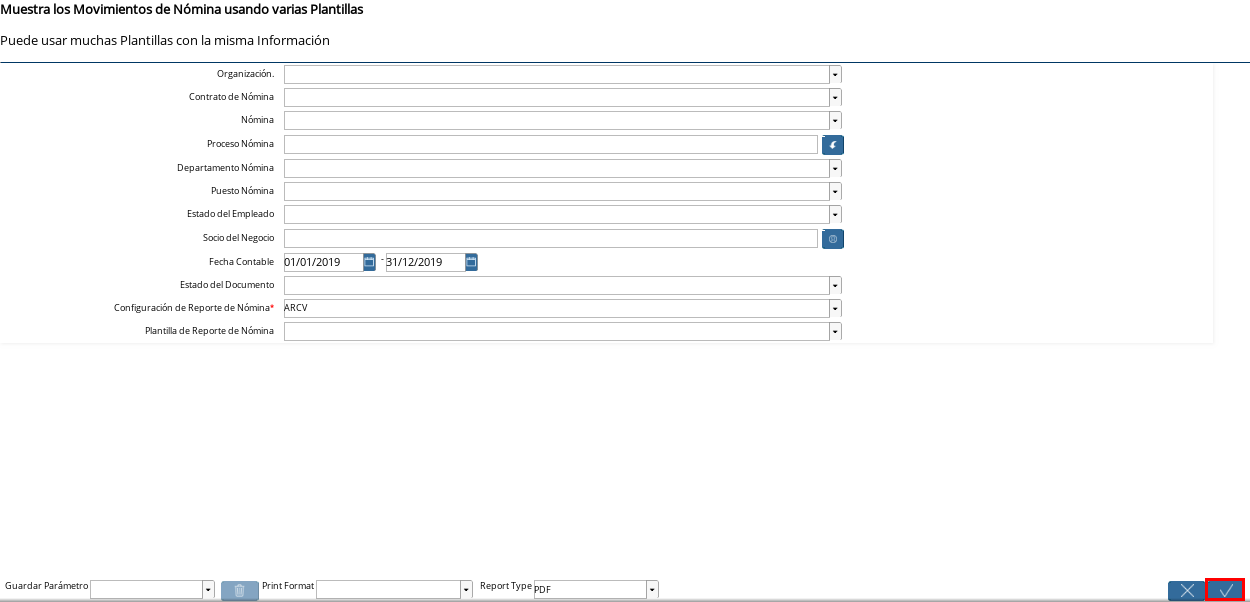 Muestra los Movimientos de Nómina usando varias Plantillas
Puede usar muchas Plantillas con la misma Información
Organización.
Contrato de Nómina
Nómina
Proceso Nómina
Departamento Nómina
Puesto Nómina
Estado del Empleado
Socio del Negocio
Fecha Contable 01/01/2019 - 31/12/2019
Estado del Documento
Configuración de Reporte de Nómina* ARCV
Plantilla de Reporte de Nómina
Guardar Parámetro Print Format Report Type PDF